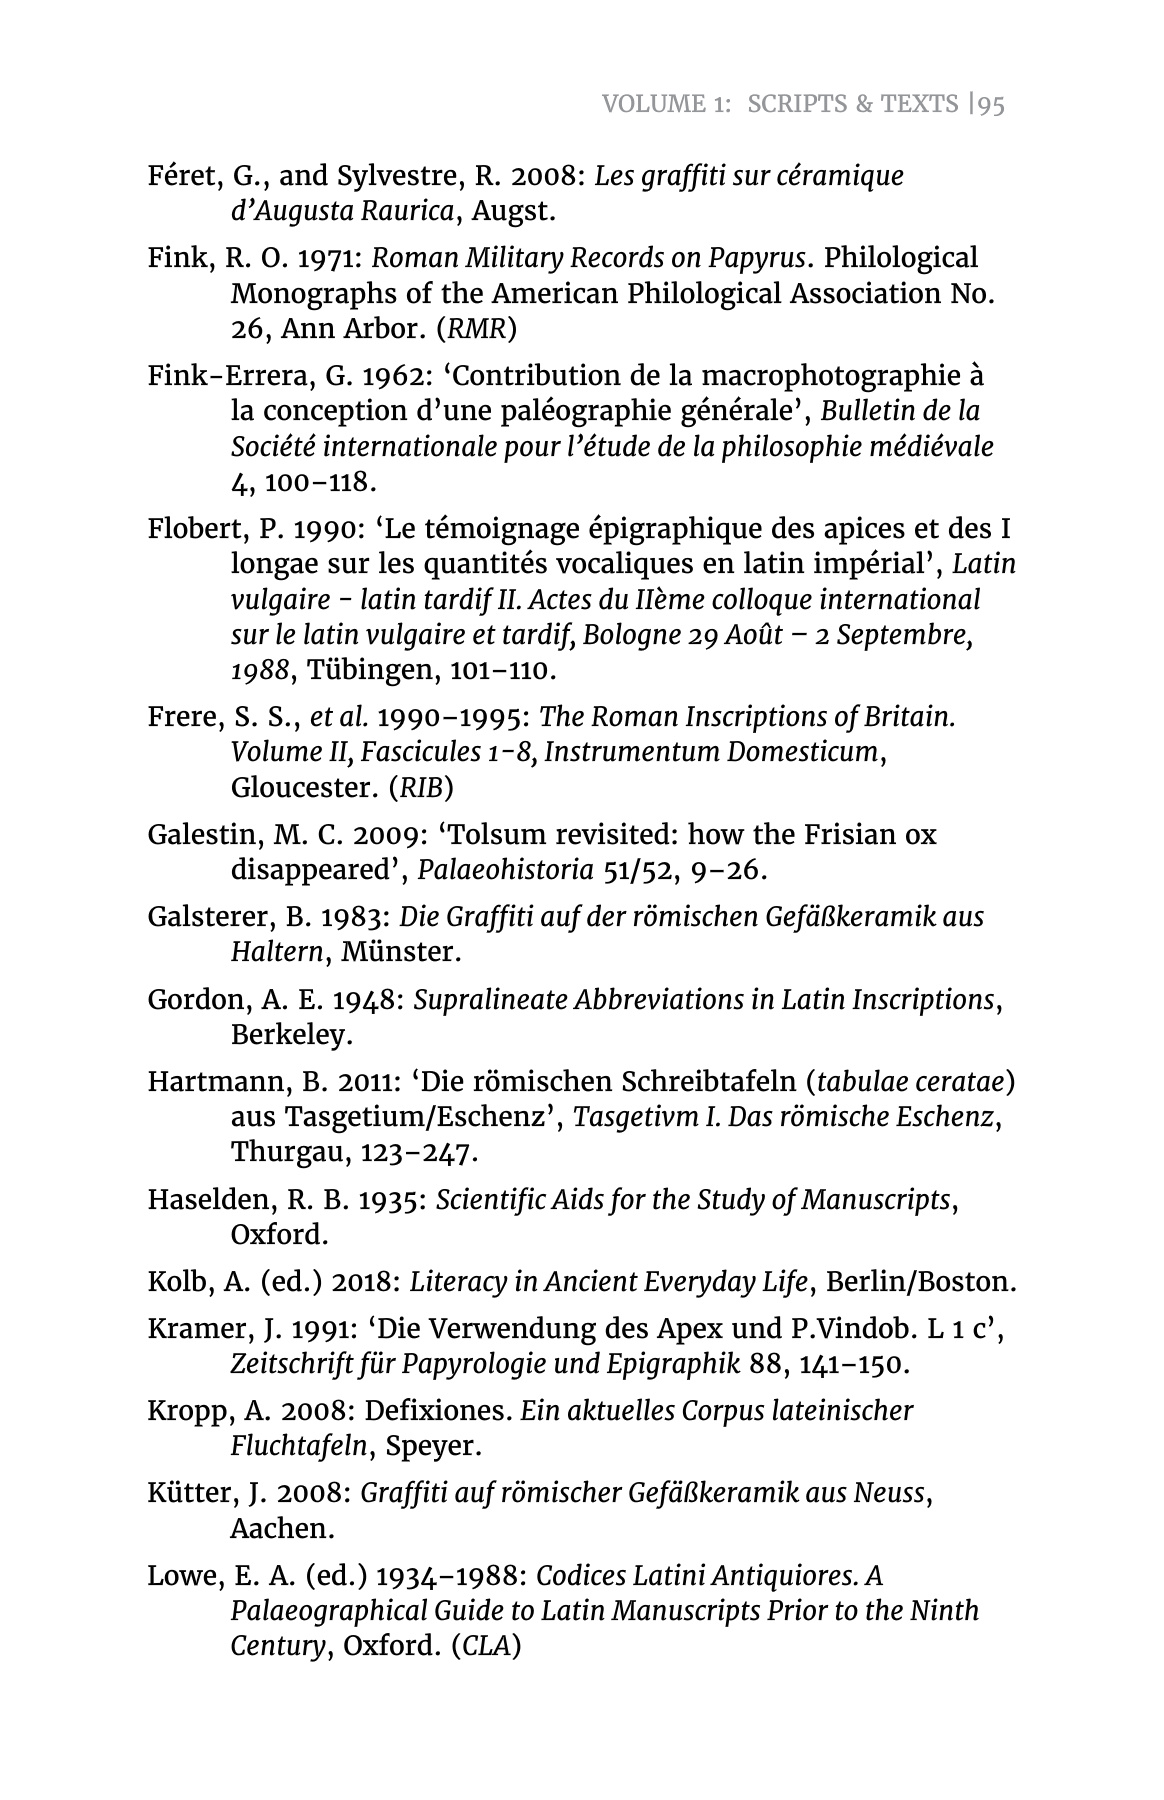 VOLUME 1: SCRIPTS & TEXTS |95
Féret, G., and Sylvestre, R. 2008: Les graffiti sur céramique
d’Augusta Raurica, Augst.
Fink, R. O. 1971: Roman Military Records on Papyrus. Philological
Monographs of the American Philological Association No.
26, Ann Arbor. (RMR)
Fink-Errera, G. 1962: ‘Contribution de la macrophotographie à
la conception d’une paléographie générale’, Bulletin de la
Société internationale pour l’étude de la philosophie médiévale
4, 100–118.
Flobert, P. 1990: ‘Le témoignage épigraphique des apices et des I
longae sur les quantités vocaliques en latin impérial’, Latin
vulgaire - latin tardif II. Actes du IIème colloque international
sur le latin vulgaire et tardif, Bologne 29 Août – 2 Septembre,
1988, Tübingen, 101–110.
Frere, S. S., et al. 1990–1995: The Roman Inscriptions of Britain.
Volume II, Fascicules 1-8, Instrumentum Domesticum,
Gloucester. (RIB)
Galestin, M. C. 2009: ‘Tolsum revisited: how the Frisian ox
disappeared’, Palaeohistoria 51/52, 9–26.
Galsterer, B. 1983: Die Graffiti auf der römischen Gefäßkeramik aus
Haltern, Münster.
Gordon, A. E. 1948: Supralineate Abbreviations in Latin Inscriptions,
Berkeley.
Hartmann, B. 2011: ‘Die römischen Schreibtafeln (tabulae ceratae)
aus Tasgetium/Eschenz’, Tasgetivm I. Das römische Eschenz,
Thurgau, 123–247.
Haselden, R. B. 1935: Scientific Aids for the Study of Manuscripts,
Oxford.
Kolb, A. (ed.) 2018: Literacy in Ancient Everyday Life, Berlin/Boston.
Kramer, J. 1991: ‘Die Verwendung des Apex und P.Vindob. L 1 c’,
Zeitschrift für Papyrologie und Epigraphik 88, 141–150.
Kropp, A. 2008: Defixiones. Ein aktuelles Corpus lateinischer
Fluchtafeln, Speyer.
Kütter, J. 2008: Graffiti auf römischer Gefäßkeramik aus Neuss,
Aachen.
Lowe, E. A. (ed.) 1934–1988: Codices Latini Antiquiores. A
Palaeographical Guide to Latin Manuscripts Prior to the Ninth
Century, Oxford. (CLA)